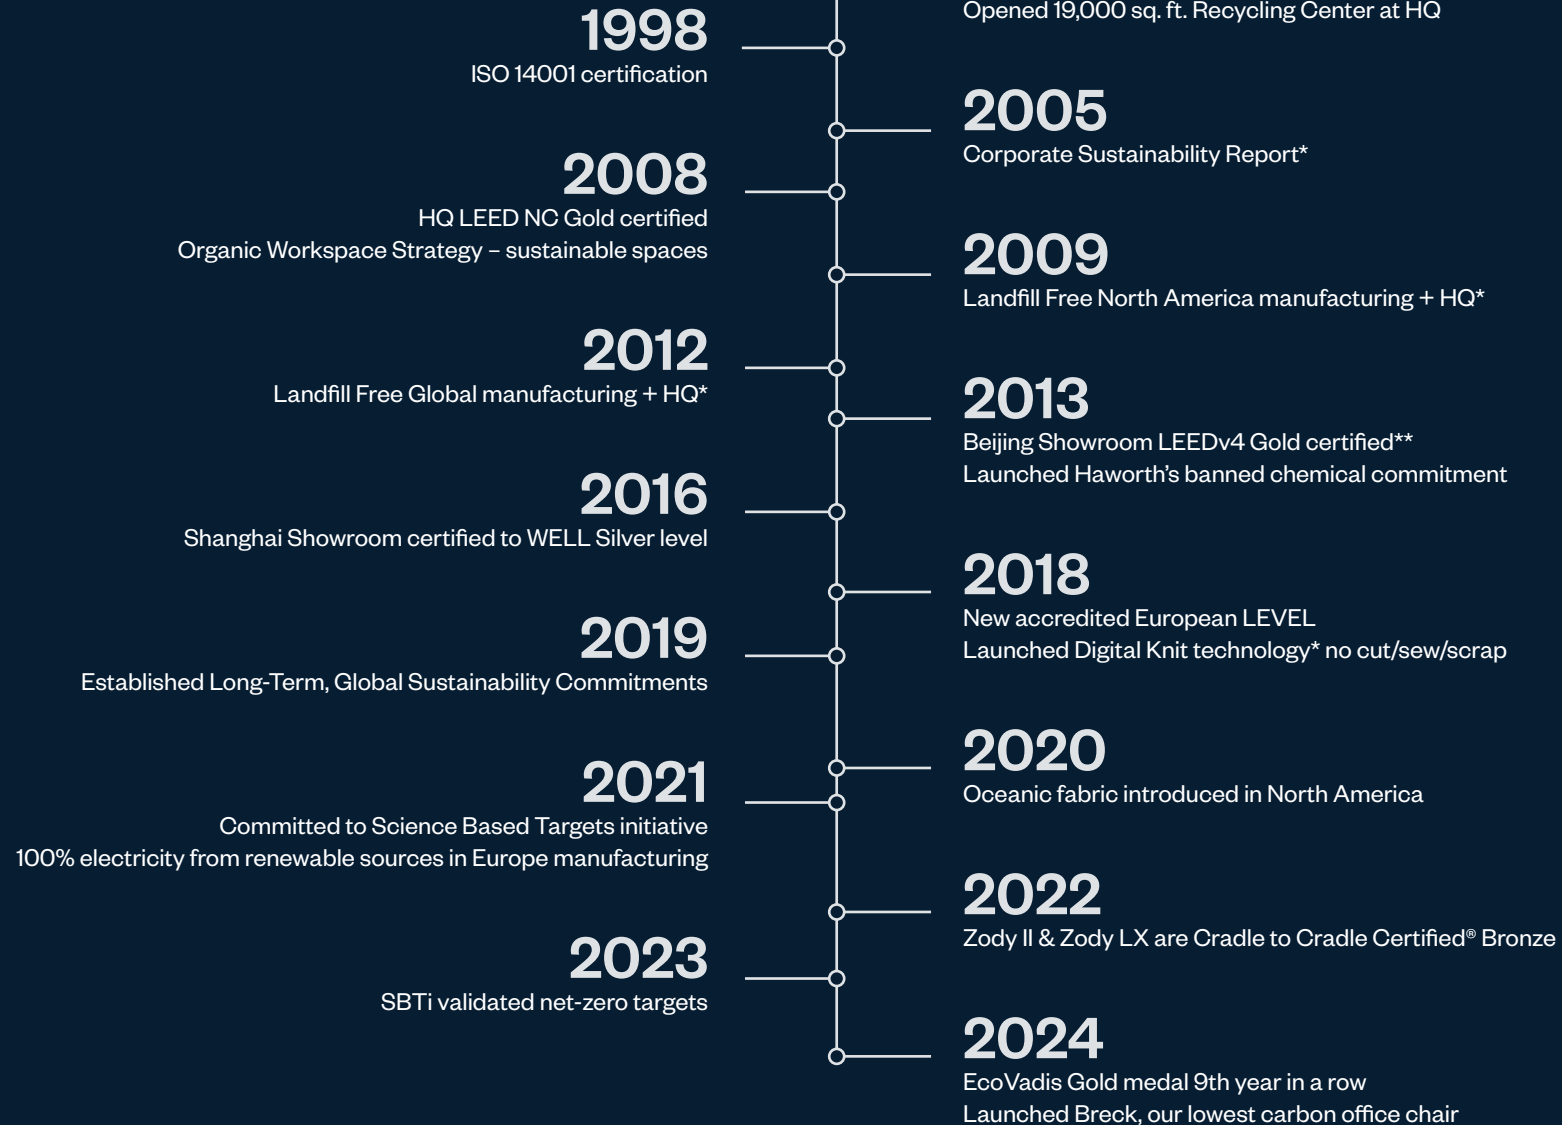 Opened 19,000 sq. ft. Recycling Center at HQ
1998
ISO 14001 certification
2005
Corporate Sustainability Report*
2008
HQ LEED NC Gold certified
Organic Workspace Strategy – sustainable spaces
2009
Landfill Free North America manufacturing + HQ*
2012
Landfill Free Global manufacturing + HQ*
2013
Beijing Showroom LEEDv4 Gold certified**
Launched Haworth’s banned chemical commitment
2016
Shanghai Showroom certified to WELL Silver level
2018
New accredited European LEVEL
Launched Digital Knit technology* no cut/sew/scrap
2019
Established Long-Term, Global Sustainability Commitments
2020
Oceanic fabric introduced in North America
2021
Committed to Science Based Targets initiative
100% electricity from renewable sources in Europe manufacturing
2022
Zody II & Zody LX are Cradle to Cradle Certified® Bronze
2023
SBTi validated net-zero targets
2024
EcoVadis Gold medal 9th year in a row
Launched Breck, our lowest carbon office chair